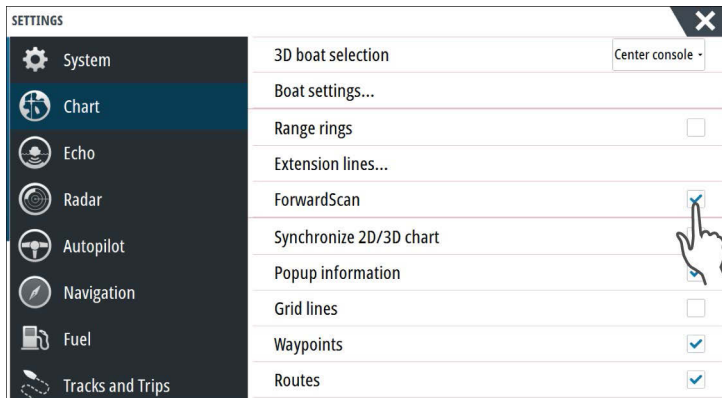 SETTINGS
System
Chart
Echo
Radar
Autopilot
Navigation
Fuel
Tracks and Trips
3D boat selection
Center console
Boat settings...
Range rings
Extension lines...
ForwardScan
Synchronize 2D/3D chart
Popup information
Grid lines
Waypoints
Routes